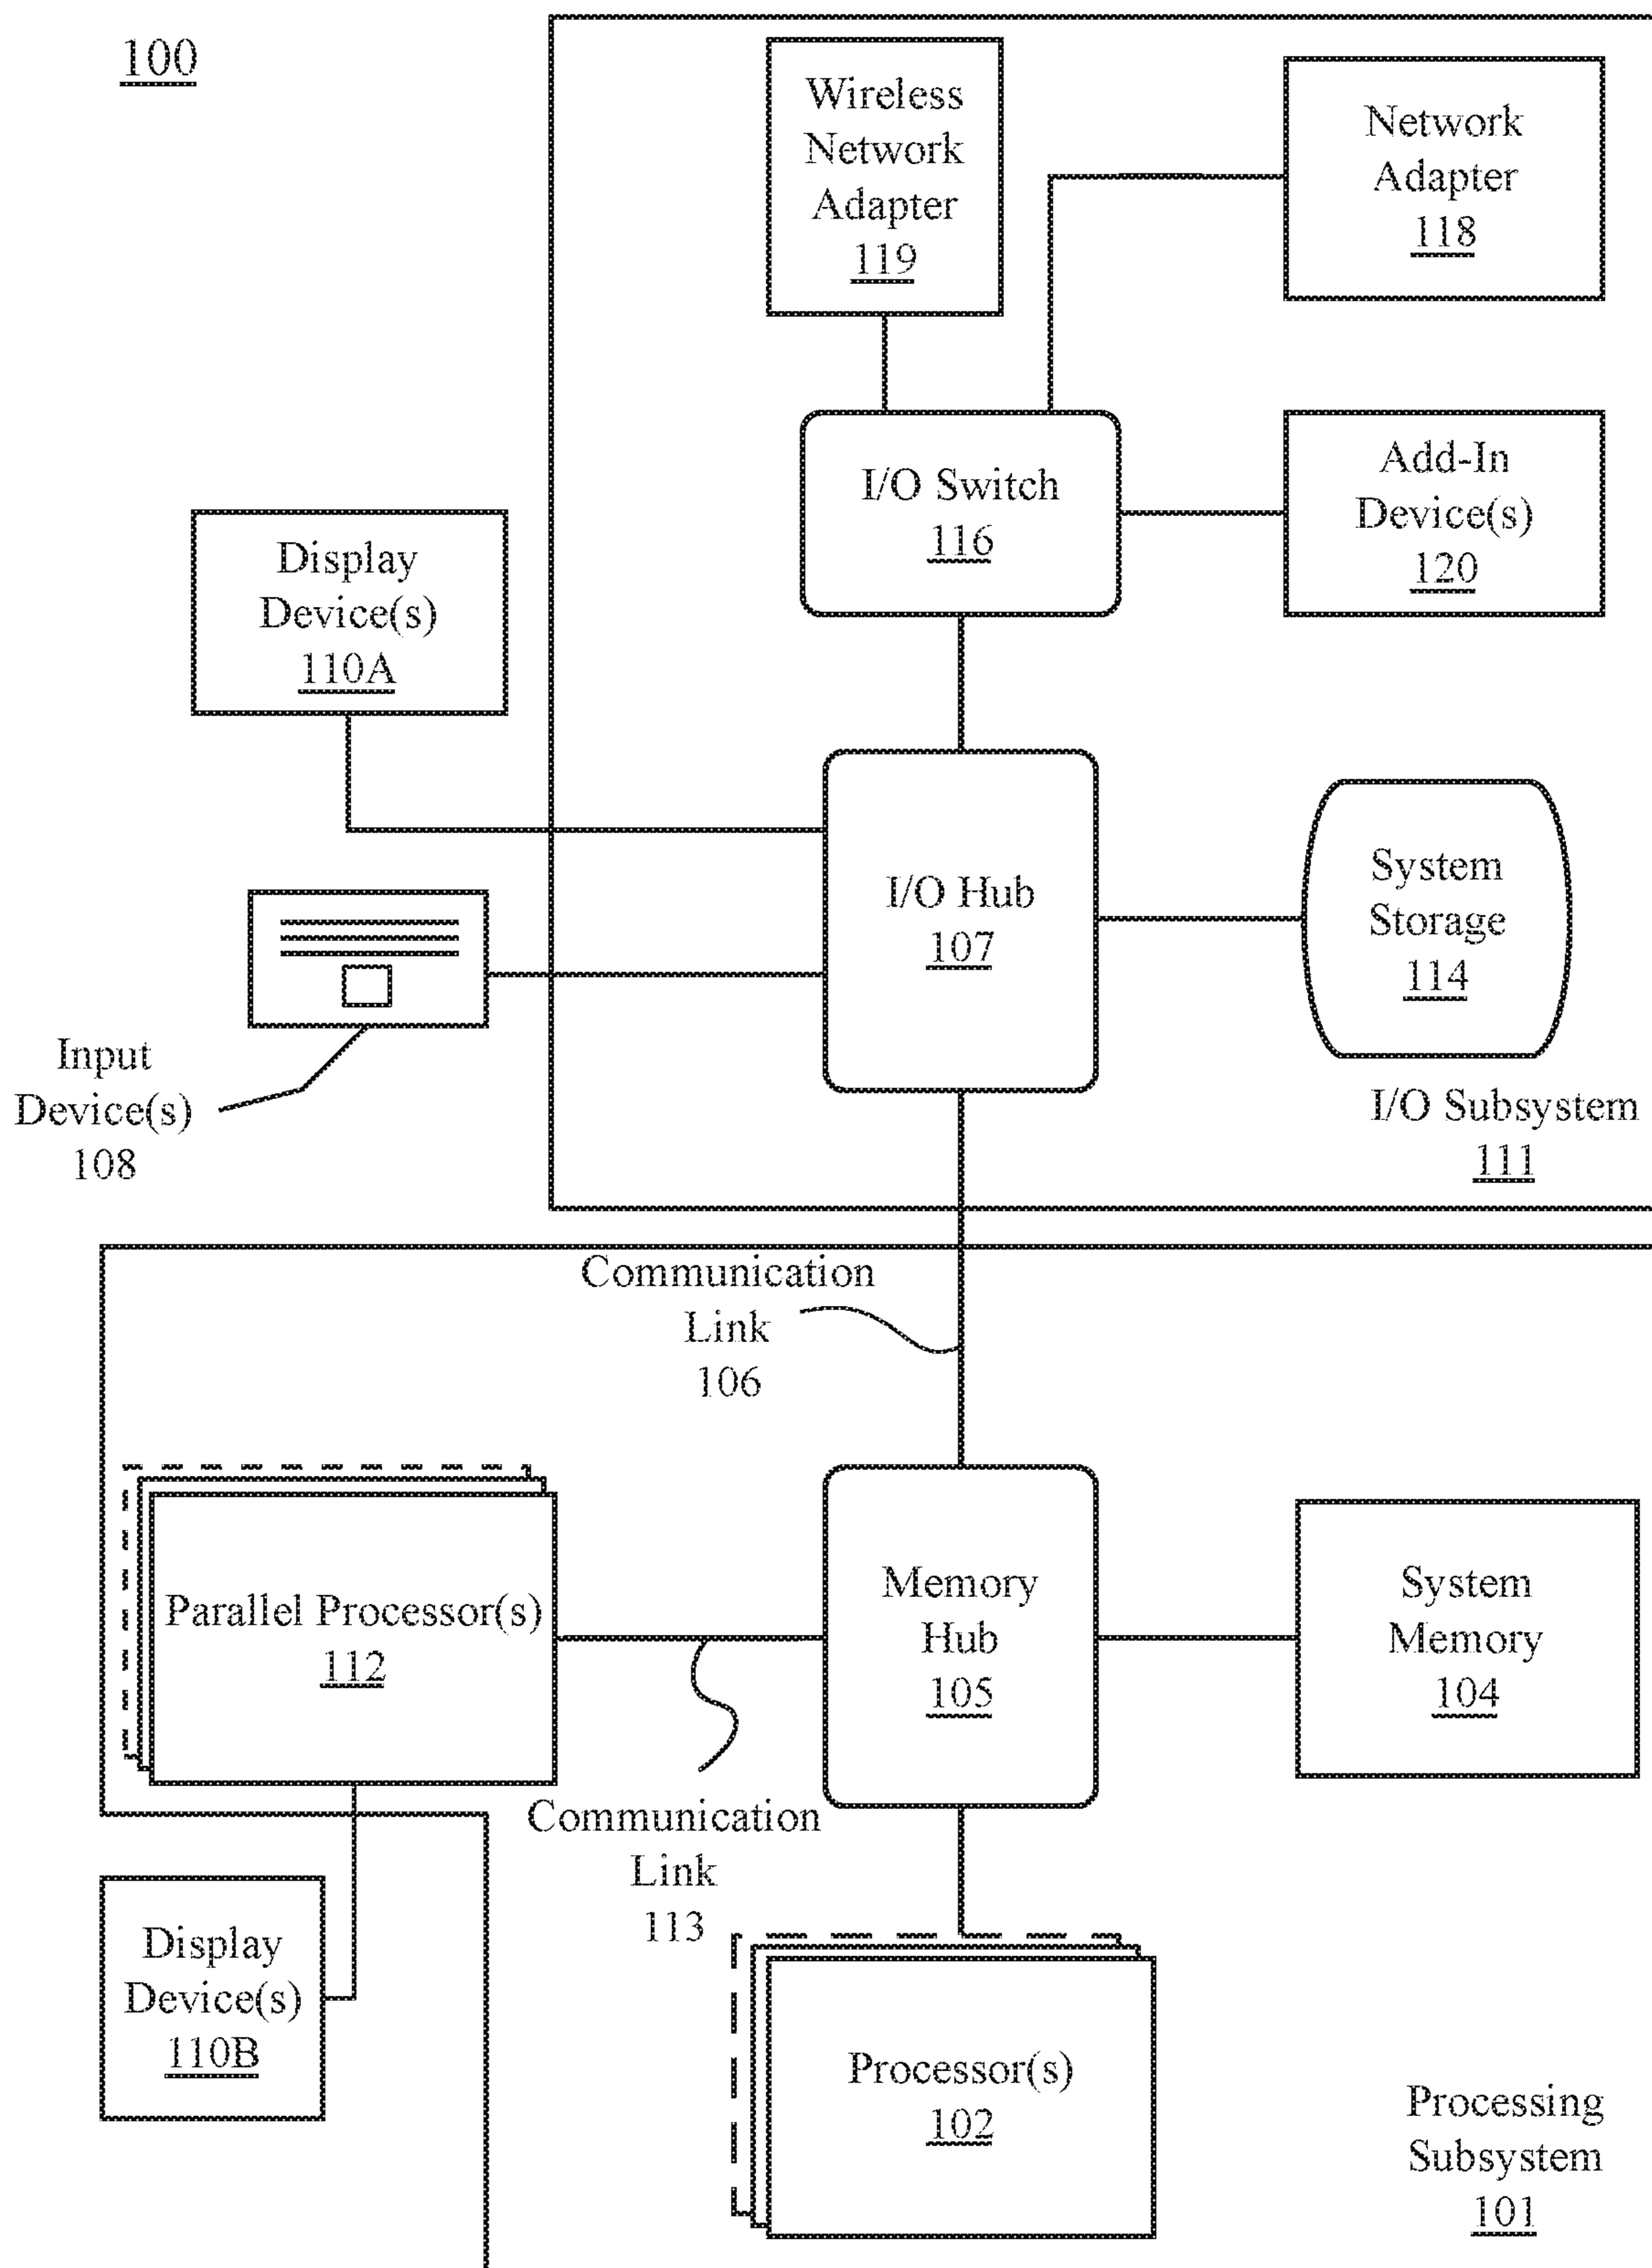 100
Wireless
Network
Adapter
119
Network
Adapter
118
I/O Switch
116
Add-In
Device(s)
120
Display
Device(s)
110A
I/O Hub
107
System
Storage
114
Input
Device(s)
108
I/O Subsystem
111
Communication
Link
106
Parallel Processor(s)
112
Memory
Hub
105
System
Memory
104
Communication
Link
113
Display
Device(s)
110B
Processor(s)
102
Processing
Subsystem
101